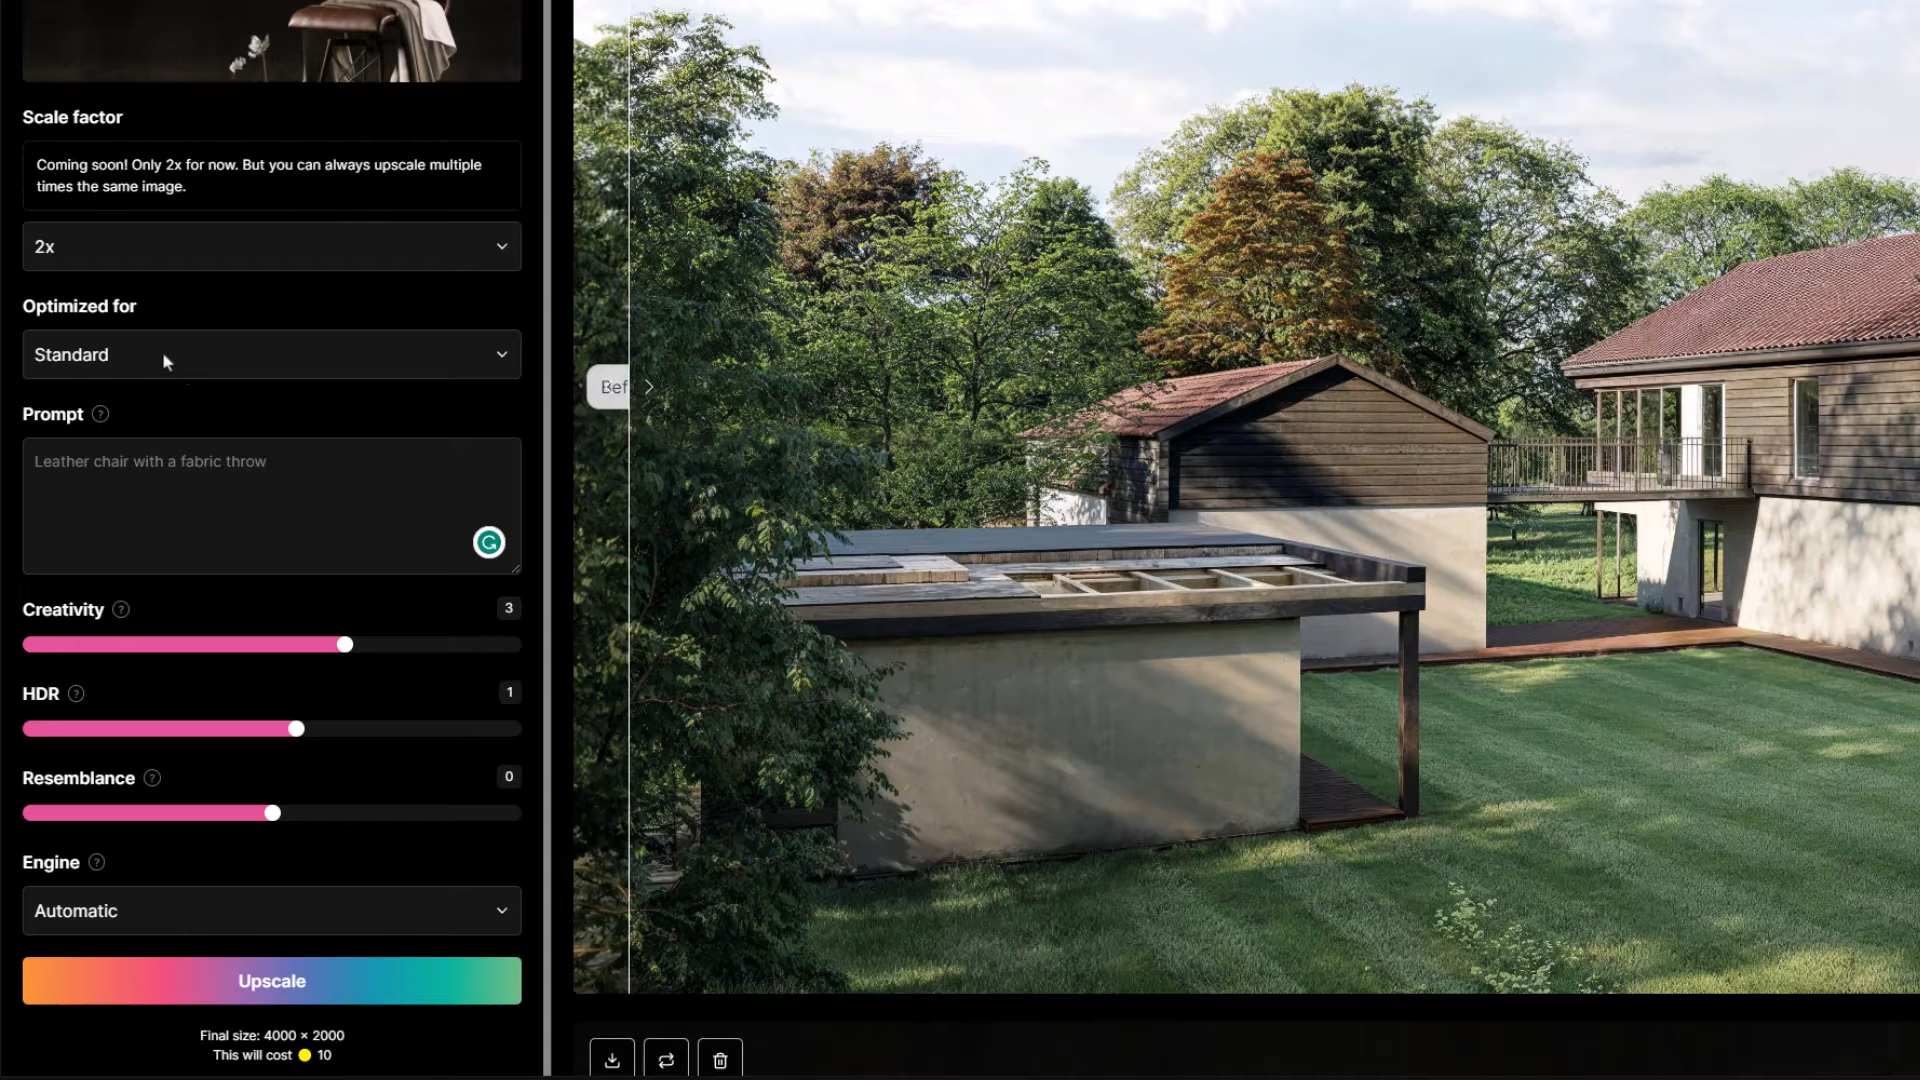 Scale factor
Coming soon! Only 2x for now. But you can always upscale multiple
times the same image.
2x
Optimized for
Standard
Prompt ?
Leather chair with a fabric throw
Creativity ? 3
HDR ? 1
Resemblance ? 0
Engine ?
Automatic
Upscale
Final size: 4000 × 2000
This will cost 10
Bef